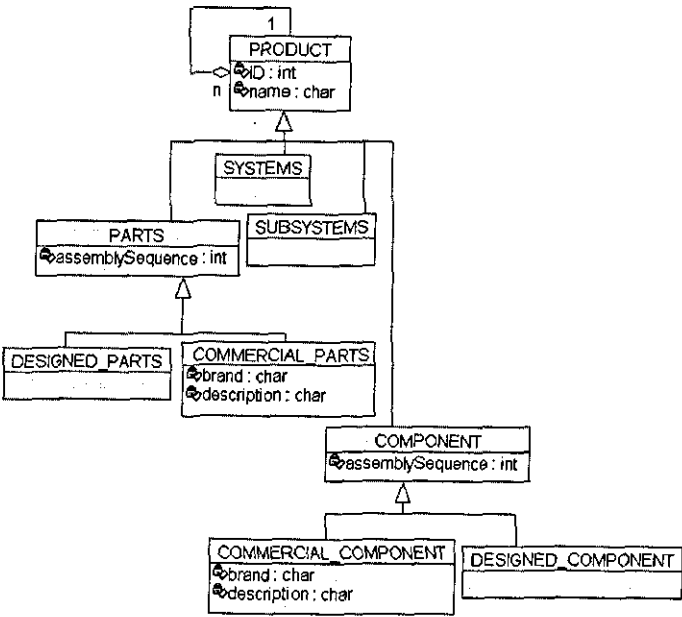 1
PRODUCT
ID : int
n
name : char
SYSTEMS
PARTS
SUBSYSTEMS
assemblySequence : int
DESIGNED_PARTS
COMMERCIAL_PARTS
brand : char
description : char
COMPONENT
assemblySequence : int
COMMERCIAL_COMPONENT
DESIGNED_COMPONENT
brand : char
description : char